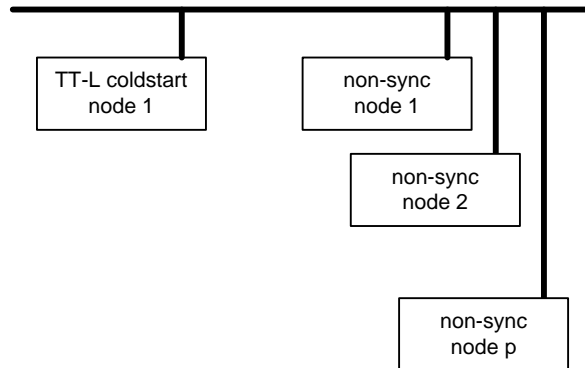 TT-L coldstart
node 1
non-sync
node 1
non-sync
node 2
non-sync
node p